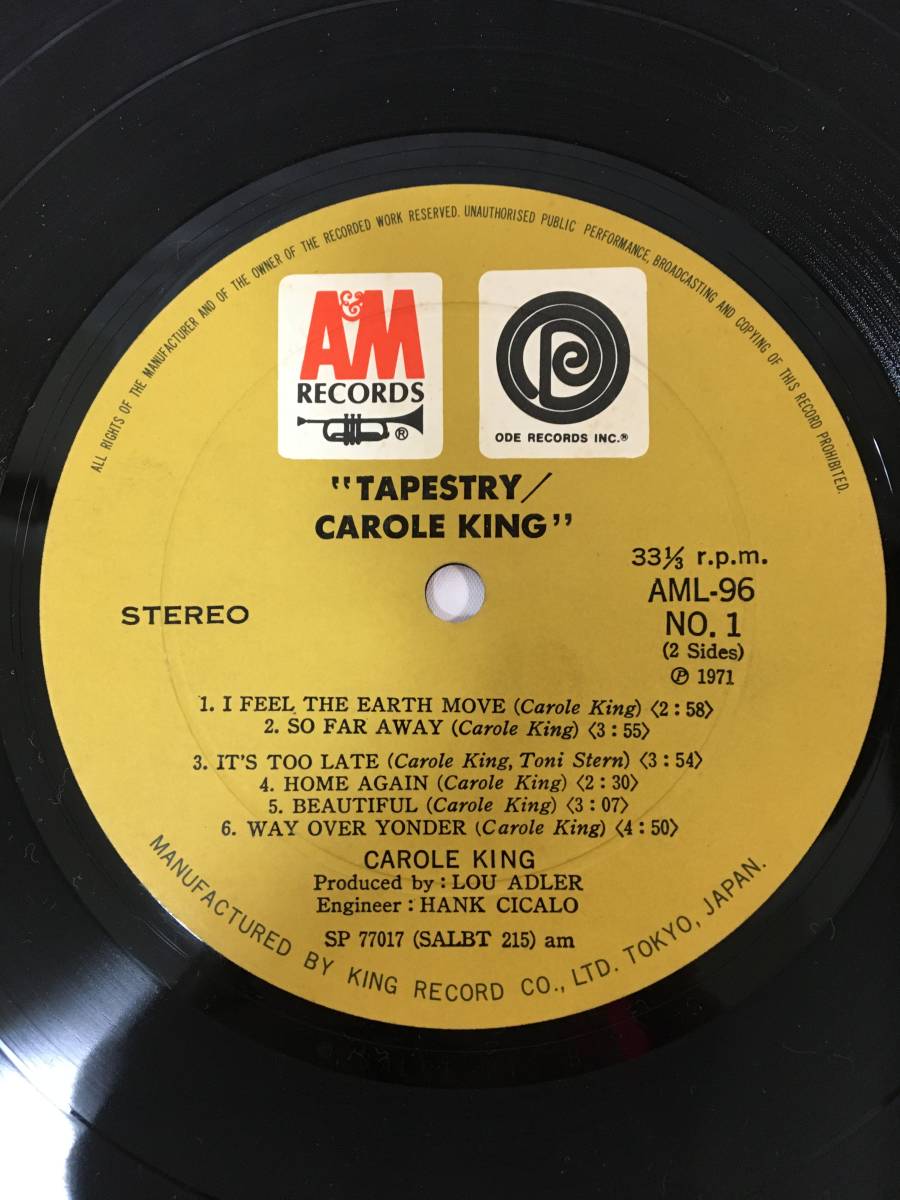 ALL RIGHTS OF THE MANUFACTURER AND OF THE OWNER OF THE RECORDED WORK RESERVED. UNAUTHORISED PUBLIC PERFORMANCE, BROADCASTING AND COPYING OF THIS RECORD PROHIBITED.
A&M
RECORDS
®
ODE RECORDS INC.®
"TAPESTRY/
CAROLE KING"
STEREO
33⅓ r.p.m.
AML-96
NO. 1
(2 Sides)
℗ 1971
1. I FEEL THE EARTH MOVE (Carole King) ⟨2:58⟩
2. SO FAR AWAY (Carole King) ⟨3:55⟩
3. IT'S TOO LATE (Carole King, Toni Stern) ⟨3:54⟩
4. HOME AGAIN (Carole King) ⟨2:30⟩
5. BEAUTIFUL (Carole King) ⟨3:07⟩
6. WAY OVER YONDER (Carole King) ⟨4:50⟩
CAROLE KING
Produced by : LOU ADLER
Engineer : HANK CICALO
SP 77017 (SALBT 215) am
MANUFACTURED BY KING RECORD CO., LTD. TOKYO, JAPAN.